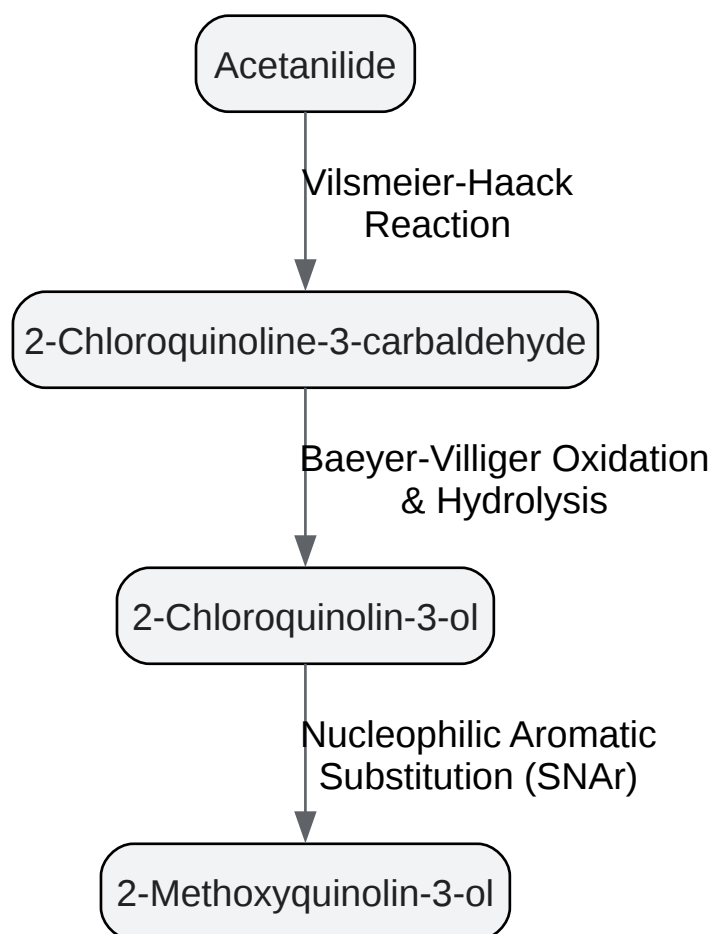 Acetanilide
Vilsmeier-Haack
Reaction
2-Chloroquinoline-3-carbaldehyde
Baeyer-Villiger Oxidation
& Hydrolysis
2-Chloroquinolin-3-ol
Nucleophilic Aromatic
Substitution (SNAr)
2-Methoxyquinolin-3-ol